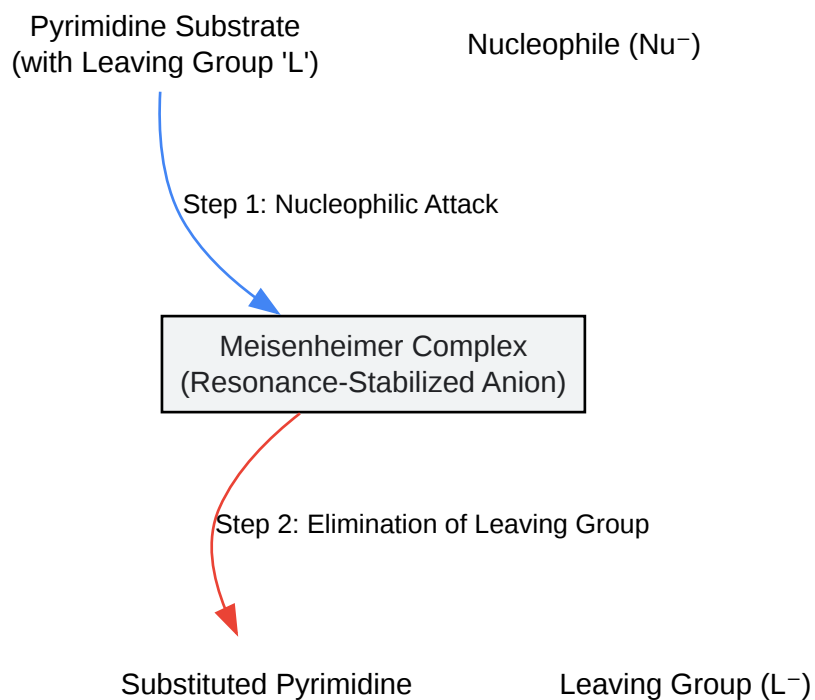 Pyrimidine Substrate
(with Leaving Group 'L')
Nucleophile (Nu⁻)
Step 1: Nucleophilic Attack
Meisenheimer Complex
(Resonance-Stabilized Anion)
Step 2: Elimination of Leaving Group
Substituted Pyrimidine
Leaving Group (L⁻)